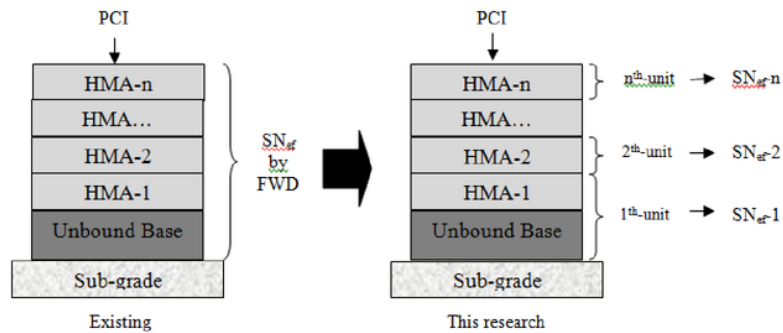 PCI
HMA-n
HMA...
HMA-2
HMA-1
Unbound Base
Sub-grade
Existing
SNef
by
FWD
PCI
HMA-n
HMA...
HMA-2
HMA-1
Unbound Base
Sub-grade
This research
nth-unit
SNef-n
2th-unit
SNef-2
1th-unit
SNef-1